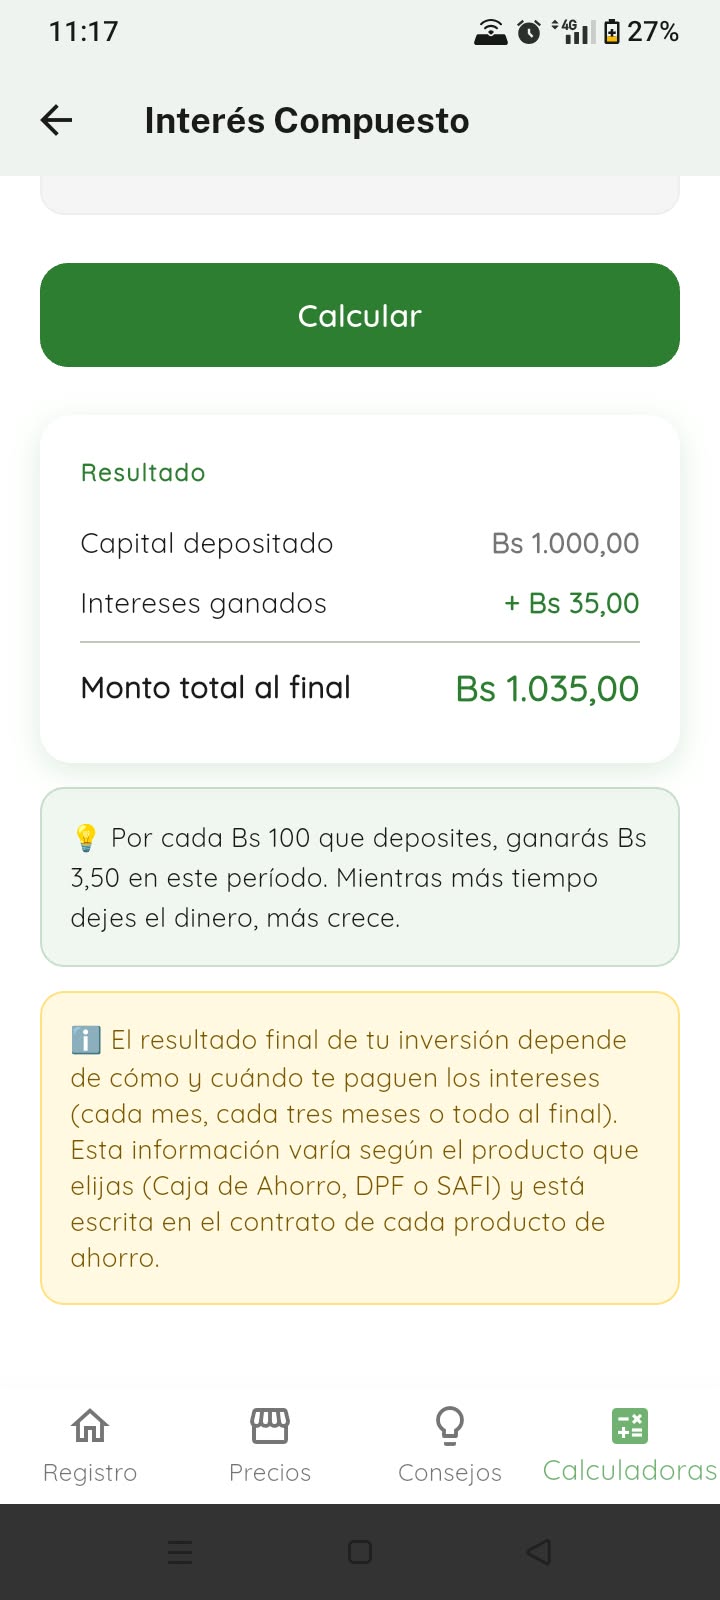 11:17
4G
27%
Interés Compuesto
Calcular
Resultado
Capital depositado Bs 1.000,00
Intereses ganados + Bs 35,00
Monto total al final Bs 1.035,00
💡 Por cada Bs 100 que deposites, ganarás Bs
3,50 en este período. Mientras más tiempo
dejes el dinero, más crece.
ℹ️ El resultado final de tu inversión depende
de cómo y cuándo te paguen los intereses
(cada mes, cada tres meses o todo al final).
Esta información varía según el producto que
elijas (Caja de Ahorro, DPF o SAFI) y está
escrita en el contrato de cada producto de
ahorro.
Registro Precios Consejos Calculadoras